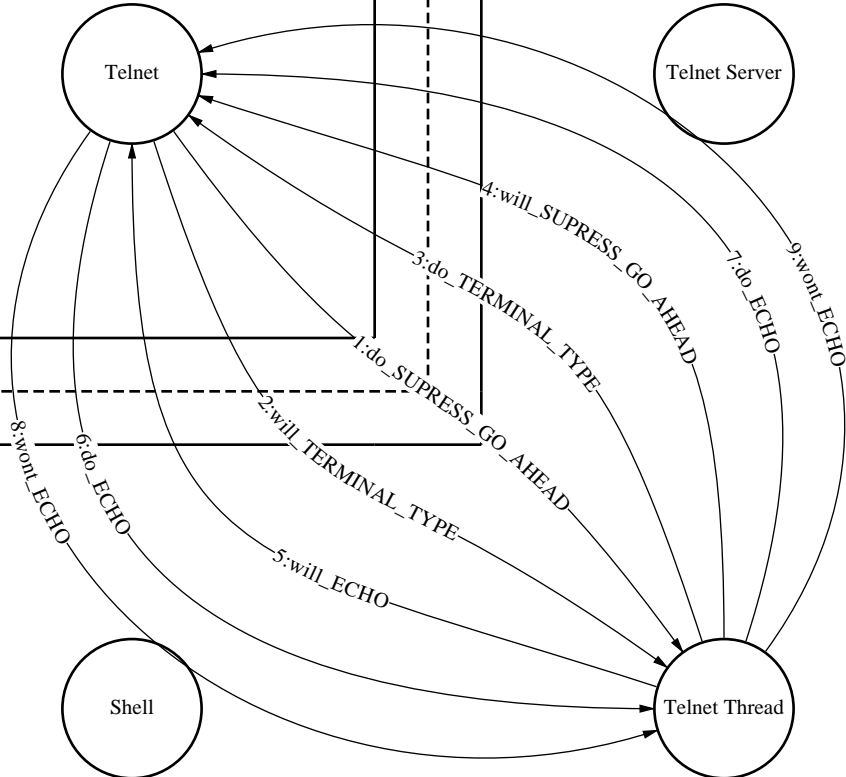 Telnet
Telnet Server
4:will_SUPRESS_GO_AHEAD
3:do_TERMINAL_TYPE
7:do_ECHO
9:wont_ECHO
1:do_SUPRESS_GO_AHEAD
2:will_TERMINAL_TYPE
8:wont_ECHO
6:do_ECHO
5:will_ECHO
Shell
Telnet Thread